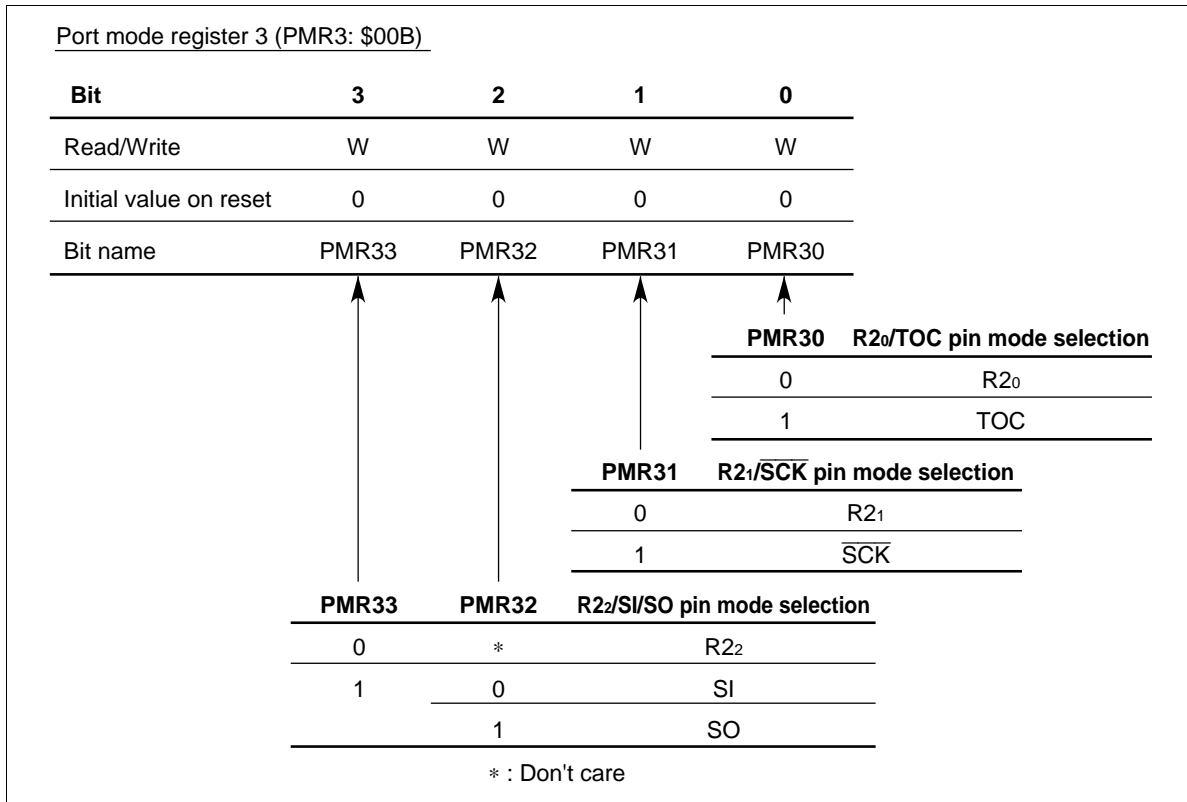 Port mode register 3 (PMR3: $00B)
Bit 3 2 1 0
Read/Write W W W W
Initial value on reset 0 0 0 0
Bit name PMR33 PMR32 PMR31 PMR30
PMR30 R2₀/TOC pin mode selection
0 R2₀
1 TOC
PMR31 R2₁/S̅C̅K̅ pin mode selection
0 R2₁
1 S̅C̅K̅
PMR33 PMR32 R2₂/SI/SO pin mode selection
0 * R2₂
1 0 SI
1 SO
* : Don't care